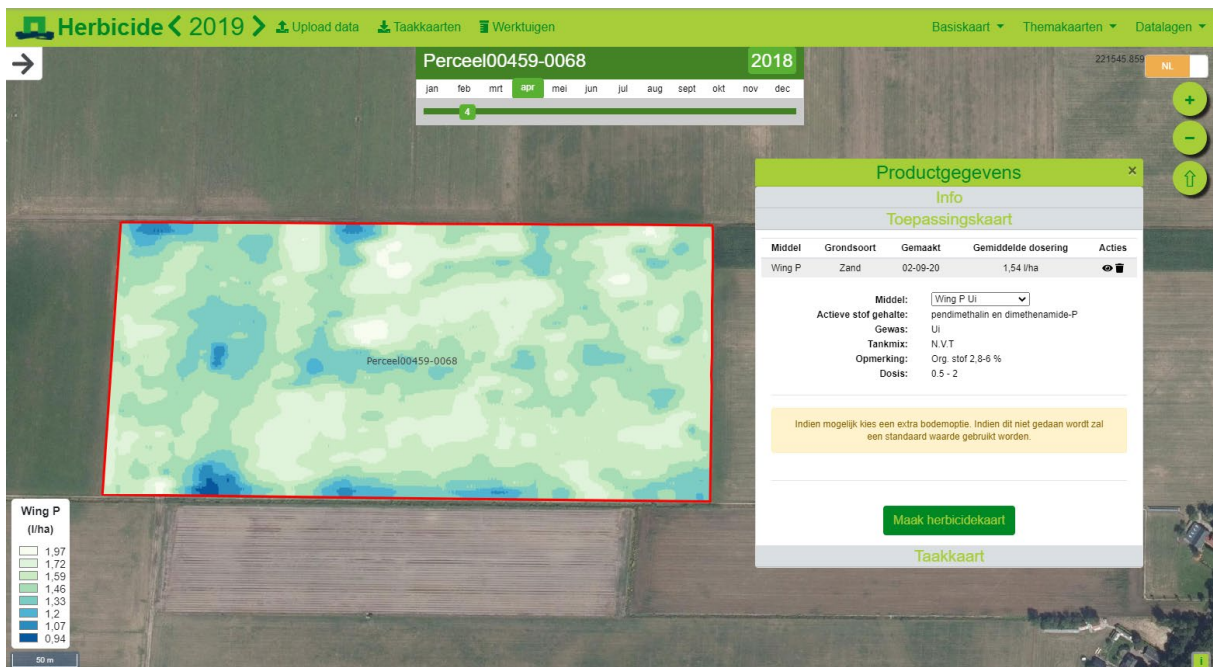 Herbicide < 2019 > Upload data Taakkaarten Werktuigen Basiskaart Themakaarten Datalagen
Perceel00459-0068 2018
jan feb mrt apr mei jun jul aug sept okt nov dec
4
221545.859
NL
+
−
Productgegevens ×
Info
Toepassingskaart
Middel Grondsoort Gemaakt Gemiddelde dosering Acties
Wing P Zand 02-09-20 1,54 l/ha
Middel: Wing P Ui
Actieve stof gehalte: pendimethalin en dimethenamide-P
Gewas: Ui
Tankmix: N.V.T
Opmerking: Org. stof 2,8-6 %
Dosis: 0.5 - 2
Indien mogelijk kies een extra bodemoptie. Indien dit niet gedaan wordt zal
een standaard waarde gebruikt worden.
Maak herbicidekaart
Taakkaart
Perceel00459-0068
Wing P
(l/ha)
1,97
1,72
1,59
1,46
1,33
1,2
1,07
0,94
50 m
i